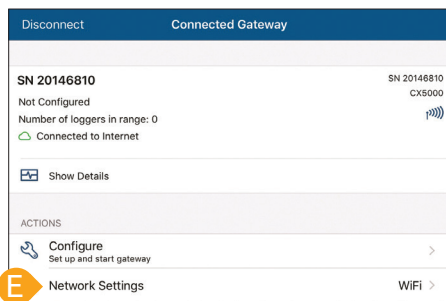 Disconnect Connected Gateway
SN 20146810 SN 20146810
Not Configured CX5000
Number of loggers in range: 0
Connected to Internet
Show Details
ACTIONS
Configure
Set up and start gateway
E Network Settings WiFi